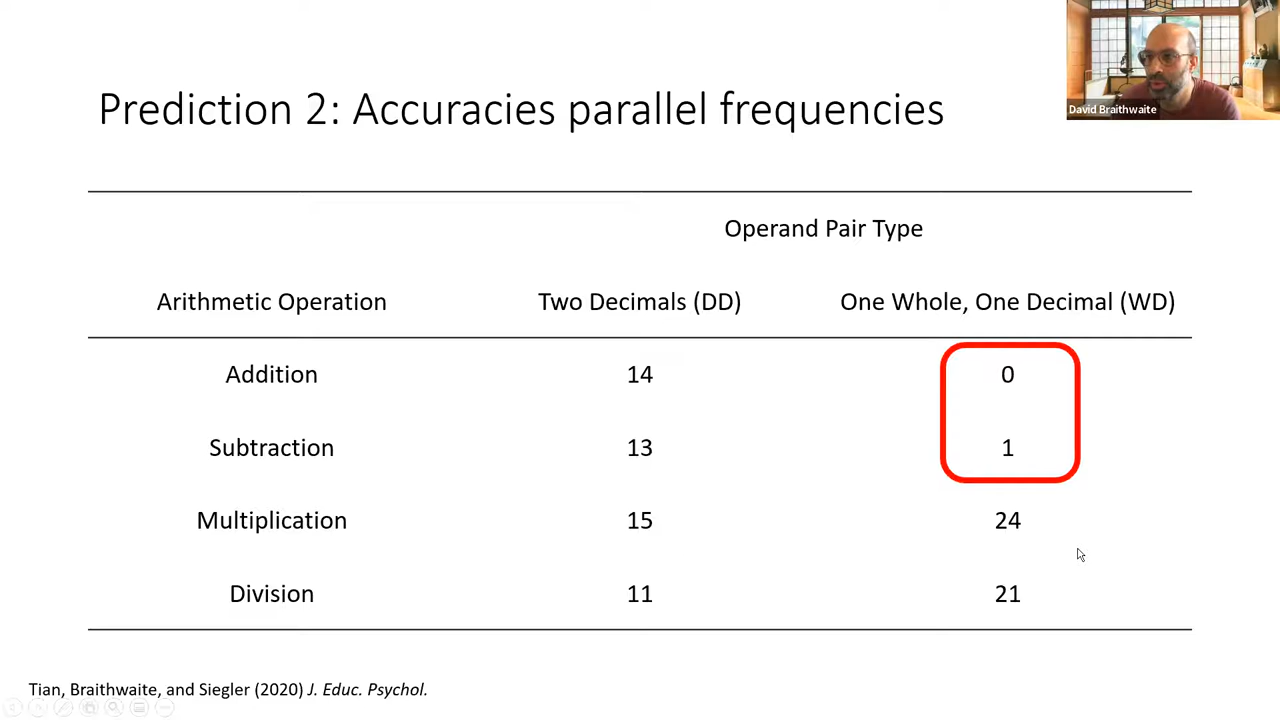 David Braithwaite
Prediction 2: Accuracies parallel frequencies
Operand Pair Type
Arithmetic Operation Two Decimals (DD) One Whole, One Decimal (WD)
Addition 14 0
Subtraction 13 1
Multiplication 15 24
Division 11 21
Tian, Braithwaite, and Siegler (2020) J. Educ. Psychol.